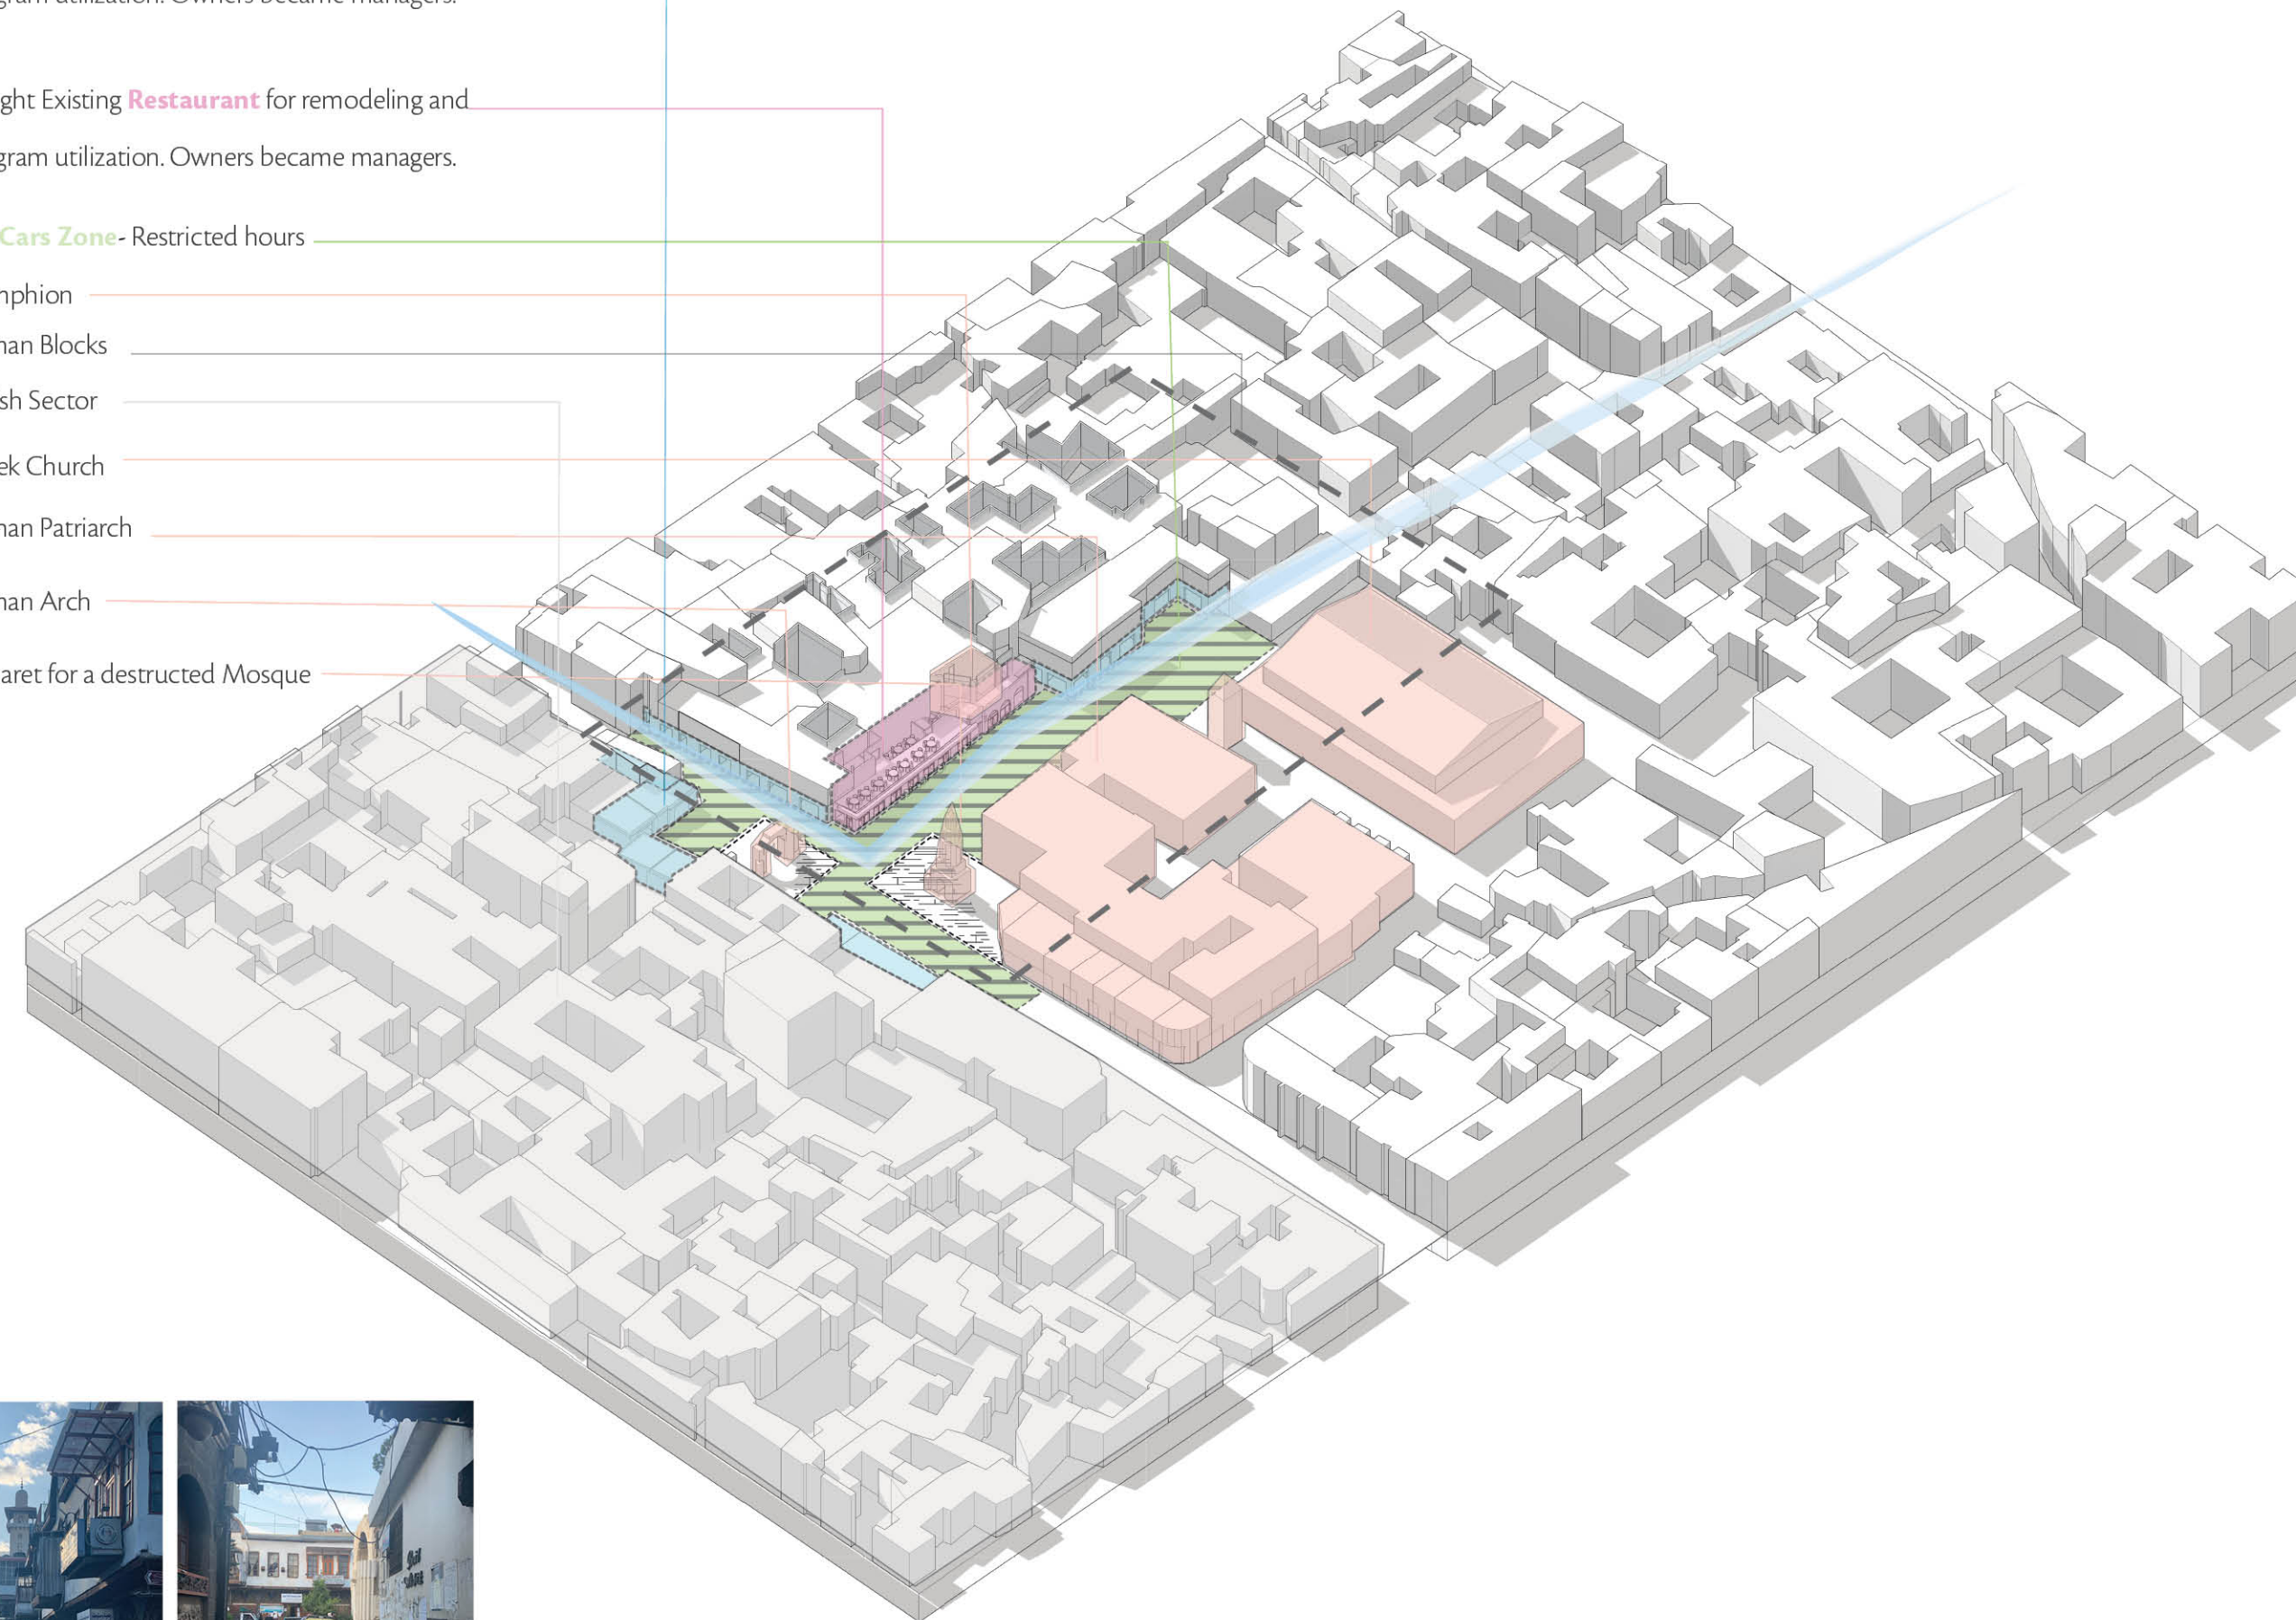 gram utilization. Owners became managers.
ght Existing Restaurant for remodeling and
gram utilization. Owners became managers.
Cars Zone- Restricted hours
nphion
nan Blocks
sh Sector
ek Church
nan Patriarch
nan Arch
aret for a destructed Mosque